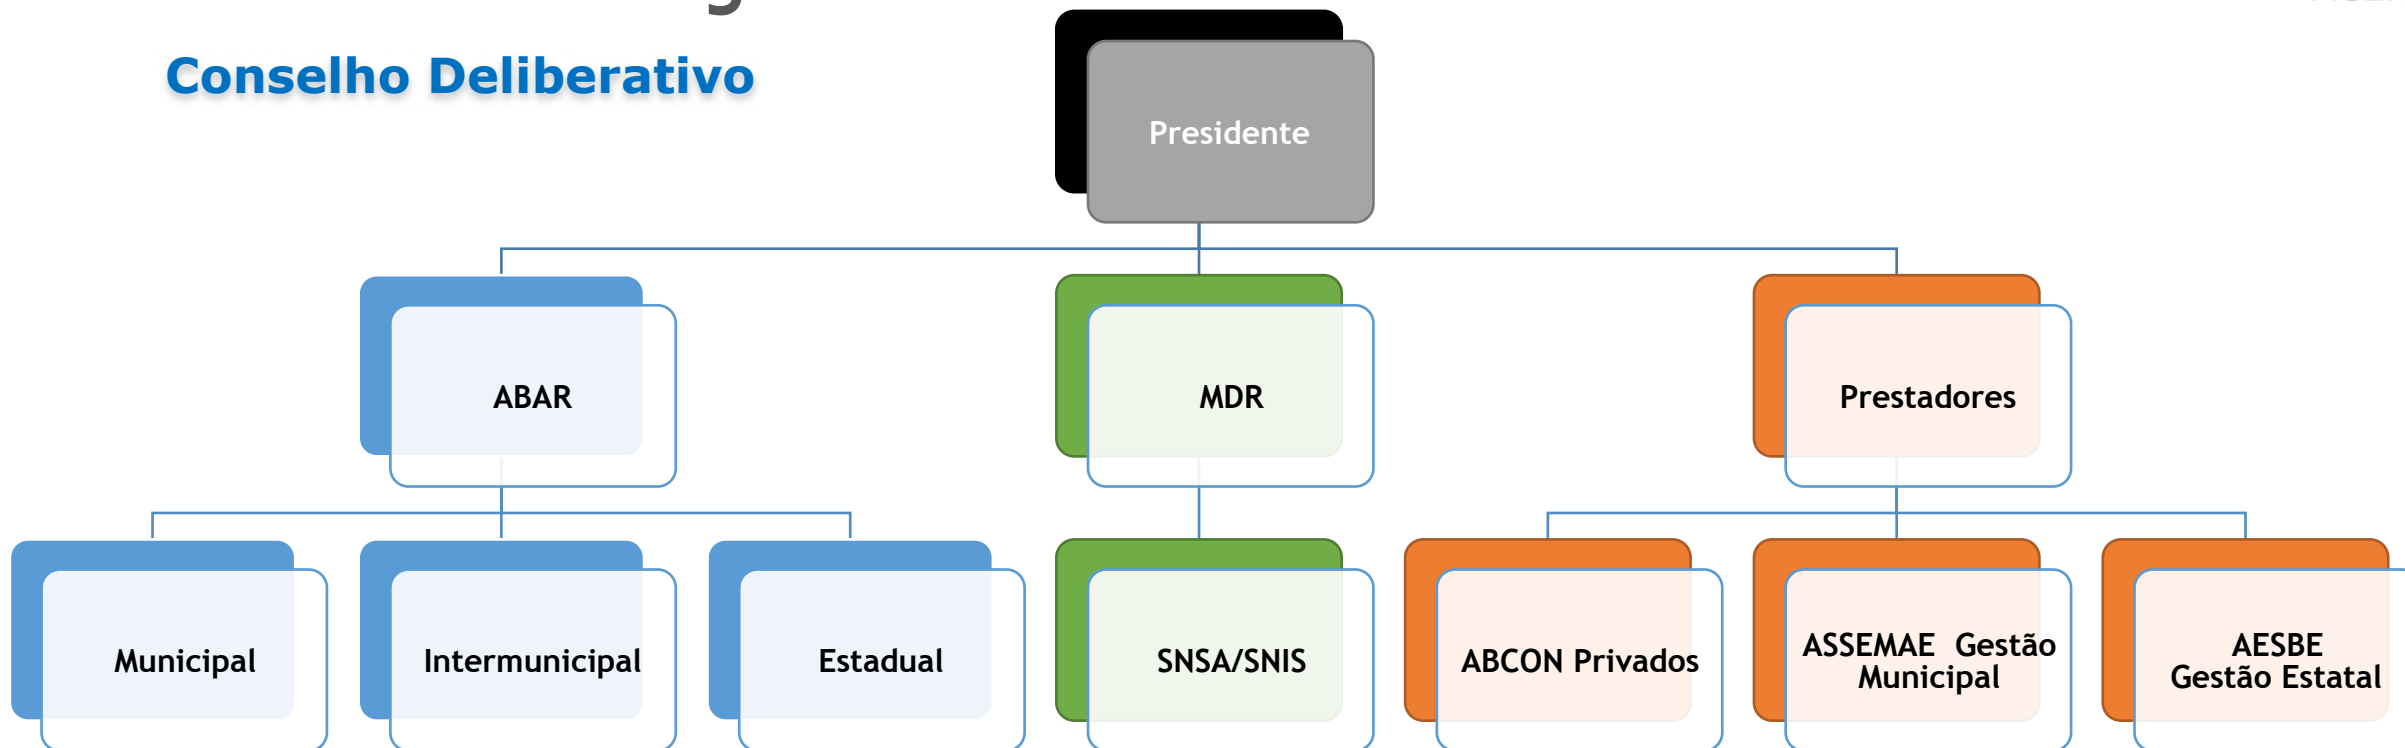 Conselho Deliberativo
Presidente
ABAR
MDR
Prestadores
Municipal
Intermunicipal
Estadual
SNSA/SNIS
ABCON Privados
ASSEMAE Gestão
Municipal
AESBE
Gestão Estatal